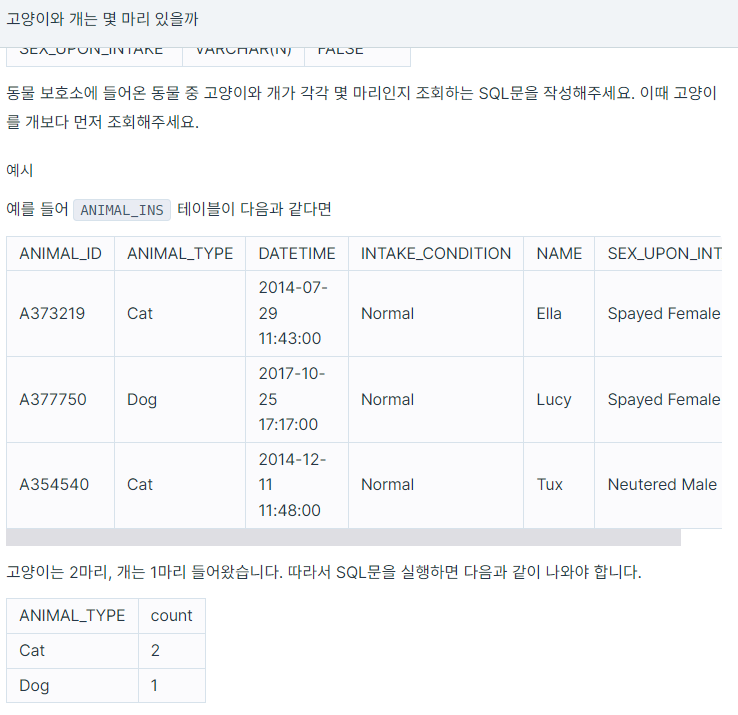 고양이와 개는 몇 마리 있을까
SEX_UPON_INTAKE VARCHAR(N) FALSE
동물 보호소에 들어온 동물 중 고양이와 개가 각각 몇 마리인지 조회하는 SQL문을 작성해주세요. 이때 고양이
를 개보다 먼저 조회해주세요.
예시
예를 들어 ANIMAL_INS 테이블이 다음과 같다면
ANIMAL_ID ANIMAL_TYPE DATETIME INTAKE_CONDITION NAME SEX_UPON_INT
A373219 Cat 2014-07-
29
11:43:00 Normal Ella Spayed Female
A377750 Dog 2017-10-
25
17:17:00 Normal Lucy Spayed Female
A354540 Cat 2014-12-
11
11:48:00 Normal Tux Neutered Male
고양이는 2마리, 개는 1마리 들어왔습니다. 따라서 SQL문을 실행하면 다음과 같이 나와야 합니다.
ANIMAL_TYPE count
Cat 2
Dog 1